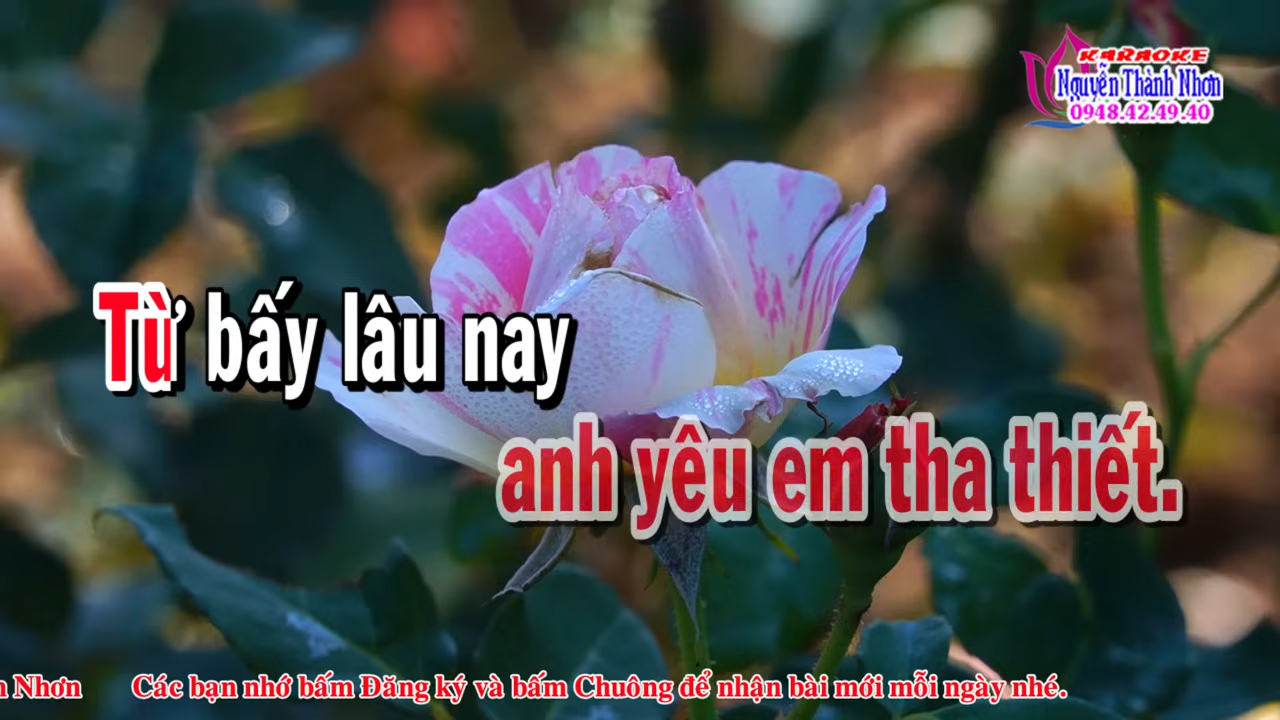 KARAOKE
Nguyễn Thành Nhơn
0948.42.49.40
Từ bấy lâu nay
anh yêu em tha thiết.
Nhơn Các bạn nhớ bấm Đăng ký và bấm Chuông để nhận bài mới mỗi ngày nhé.